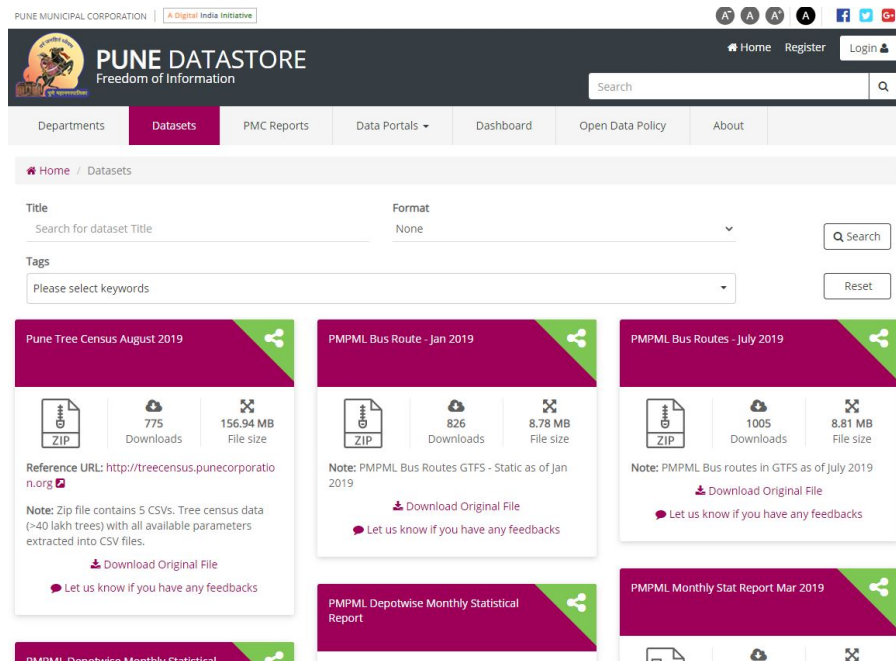 PUNE MUNICIPAL CORPORATION
A Digital India Initiative
A- A A+ A
PUNE DATASTORE
Freedom of Information
Home Register Login
Search
Departments Datasets PMC Reports Data Portals Dashboard Open Data Policy About
Home / Datasets
Title
Search for dataset Title
Format
None
Search
Tags
Please select keywords
Reset
Pune Tree Census August 2019
ZIP
775
Downloads
156.94 MB
File size
Reference URL: http://treecensus.punecorporatio
n.org
Note: Zip file contains 5 CSVs. Tree census data
(>40 lakh trees) with all available parameters
extracted into CSV files.
Download Original File
Let us know if you have any feedbacks
PMPML Bus Route - Jan 2019
ZIP
826
Downloads
8.78 MB
File size
Note: PMPML Bus Routes GTFS - Static as of Jan
2019
Download Original File
Let us know if you have any feedbacks
PMPML Bus Routes - July 2019
ZIP
1005
Downloads
8.81 MB
File size
Note: PMPML Bus routes in GTFS as of July 2019
Download Original File
Let us know if you have any feedbacks
PMPML Depotwise Monthly Statistical
PMPML Depotwise Monthly Statistical
Report
PMPML Monthly Stat Report Mar 2019